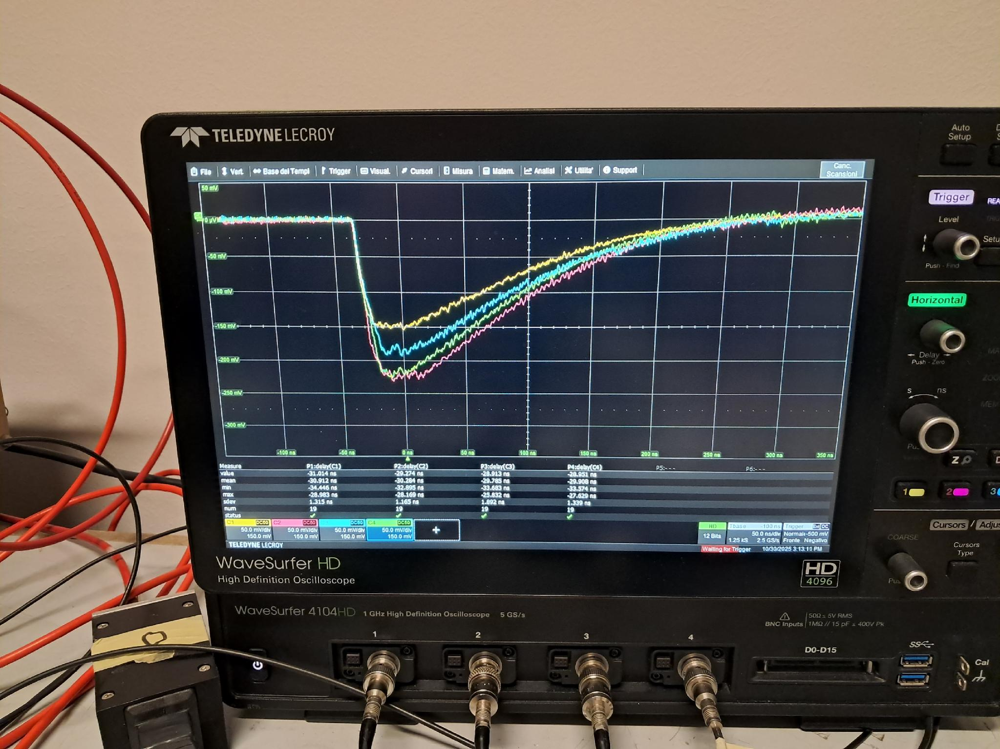 TELEDYNE LECROY
Auto
Setup
File Vert. Base dei Tempi Trigger Visual. Cursori Misura Matem. Analisi Utilita' Support Canc.
Scansioni
50 mV
C4
0 µV
-50 mV
-100 mV
-150 mV
-200 mV
-250 mV
-300 mV
-100 ns -50 ns 0 ns 50 ns 100 ns 150 ns 200 ns 250 ns 300 ns 350 ns
Measure P1:delay(C1) P2:delay(C2) P3:delay(C3) P4:delay(C4) P5:--- P6:---
value -31.014 ns -29.274 ns -28.913 ns -28.951 ns
mean -30.912 ns -30.284 ns -29.785 ns -29.908 ns
min -34.446 ns -32.895 ns -33.683 ns -33.574 ns
max -28.983 ns -28.169 ns -25.832 ns -27.629 ns
sdev 1.315 ns 1.165 ns 1.892 ns 1.339 ns
num 19 19 19 19
status
C1 DC50 C2 DC50 DC50 C4 DC50
50.0 mV/div 50.0 mV/div 50.0 mV/div 50.0 mV/div
150.0 mV 150.0 mV 150.0 mV 150.0 mV
+
HD
12 Bits
Tbase -100 ns
50.0 ns/div
1.25 kS 2.5 GS/s
Trigger Ext DC
Normale -500 mV
Fronte Negativo
TELEDYNE LECROY
Waiting for Trigger 10/30/2025 3:13:11 PM
Trigger
REA
Level
Setu
Push - Find
Horizontal
Delay
Push - Zero
s ns
Z
1 2 3
Cursors / Adjus
COARSE
Cursors
Type
WaveSurfer HD
High Definition Oscilloscope
HD
4096
WaveSurfer 4104HD 1 GHz High Definition Oscilloscope 5 GS/s
BNC Inputs
50Ω ≤ 5V RMS
1MΩ // 15 pF ≤ 400V Pk
1 2 3 4
D0-D15
SS
Cal